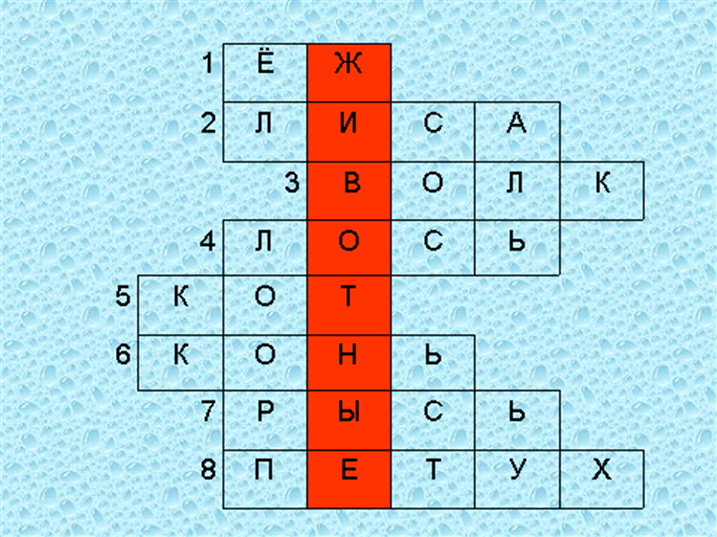 1 Ё Ж
2 Л И С А
3 В О Л К
4 Л О С Ь
5 К О Т
6 К О Н Ь
7 Р Ы С Ь
8 П Е Т У Х